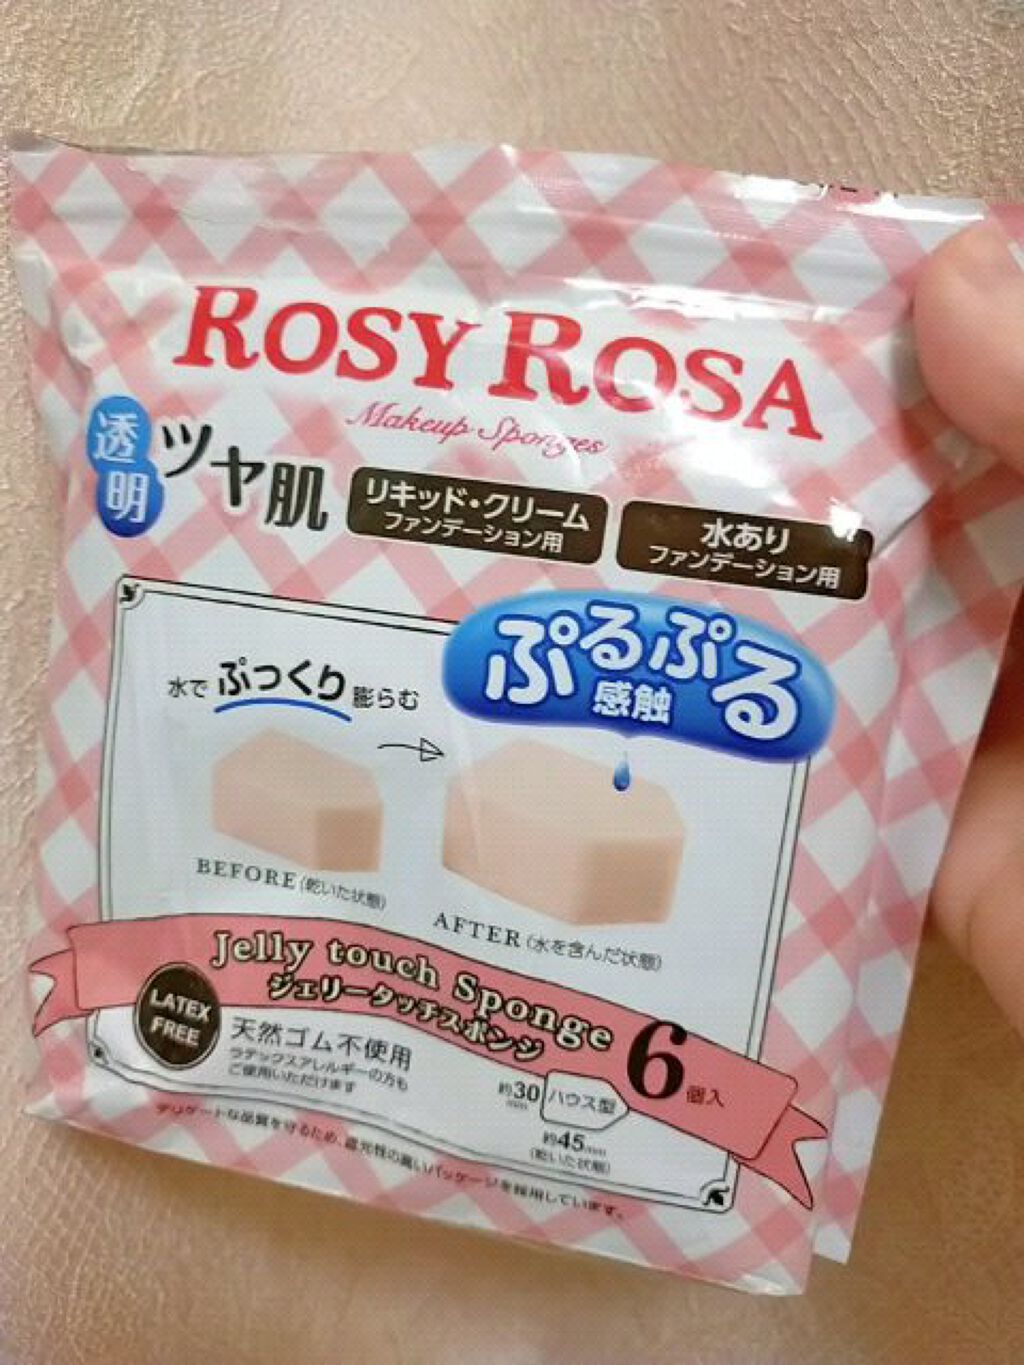 ROSY ROSA
Makeup Sponges
透明
ツヤ肌
リキッド・クリーム
ファンデーション用
水あり
ファンデーション用
ぷるぷる
感触
水でぷっくり膨らむ
BEFORE(乾いた状態)
AFTER(水を含んだ状態)
Jelly touch Sponge
ジェリータッチスポンジ
6個入
LATEX
FREE
天然ゴム不使用
ラテックスアレルギーの方も
ご使用いただけます
約30mm
ハウス型
約45mm
(乾いた状態)
デリケートな品質を守るため、遮光性の高いパッケージを採用しています。